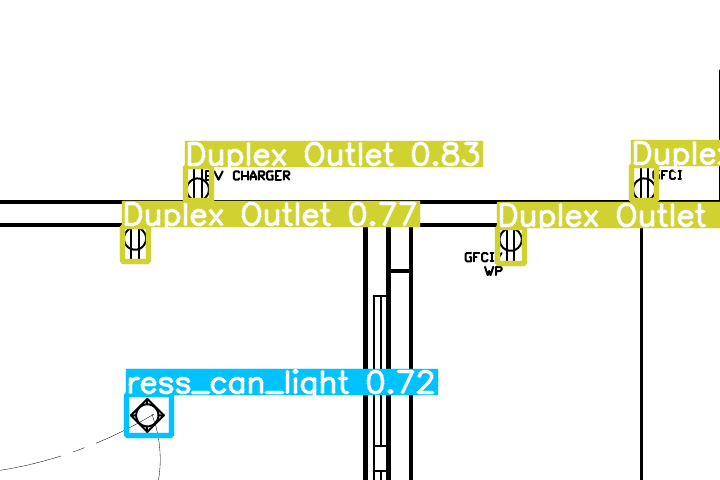 Duplex Outlet 0.83
Duplex
EV CHARGER
GFCI
Duplex Outlet 0.77
Duplex Outlet
GFCI/
WP
ress_can_light 0.72